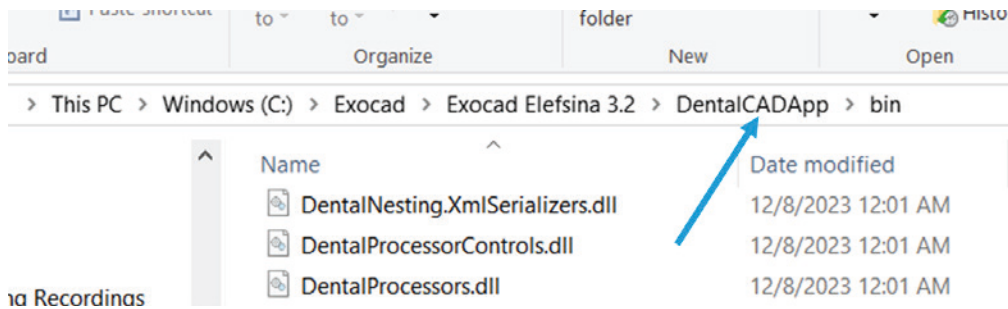 Paste shortcut to to folder Histo
oard Organize New Open
> This PC > Windows (C:) > Exocad > Exocad Elefsina 3.2 > DentalCADApp > bin
Name Date modified
DentalNesting.XmlSerializers.dll 12/8/2023 12:01 AM
DentalProcessorControls.dll 12/8/2023 12:01 AM
DentalProcessors.dll 12/8/2023 12:01 AM
ng Recordings